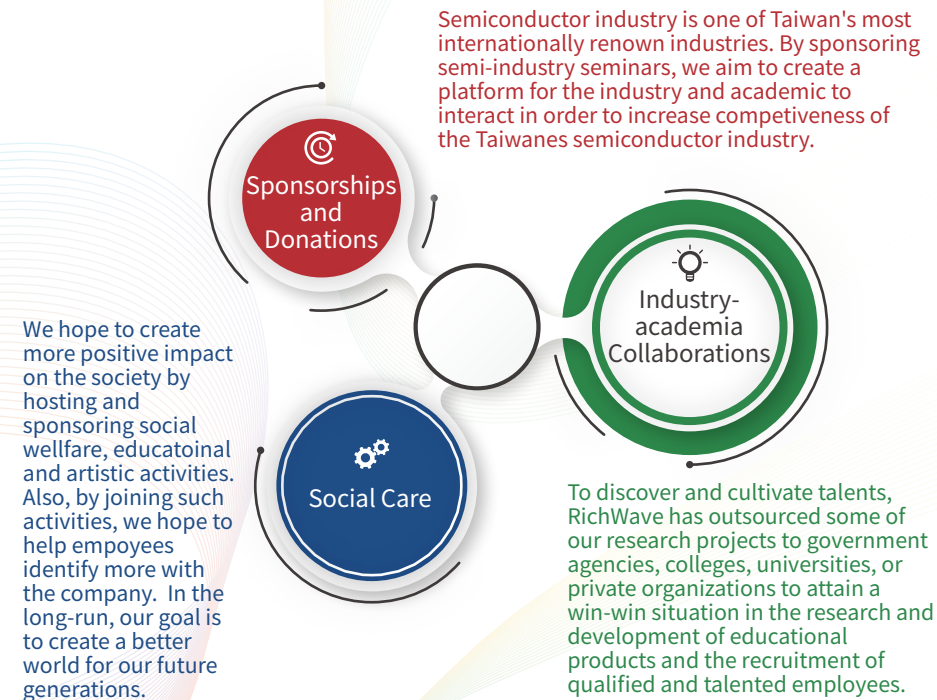 Semiconductor industry is one of Taiwan's most
internationally renown industries. By sponsoring
semi-industry seminars, we aim to create a
platform for the industry and academic to
interact in order to increase competiveness of
the Taiwanes semiconductor industry.
Sponsorships
and
Donations
Industry-
academia
Collaborations
We hope to create
more positive impact
on the society by
hosting and
sponsoring social
wellfare, educatoinal
and artistic activities.
Also, by joining such
activities, we hope to
help empoyees
identify more with
the company.  In the
long-run, our goal is
to create a better
world for our future
generations.
Social Care
To discover and cultivate talents,
RichWave has outsourced some of
our research projects to government
agencies, colleges, universities, or
private organizations to attain a
win-win situation in the research and
development of educational
products and the recruitment of
qualified and talented employees.